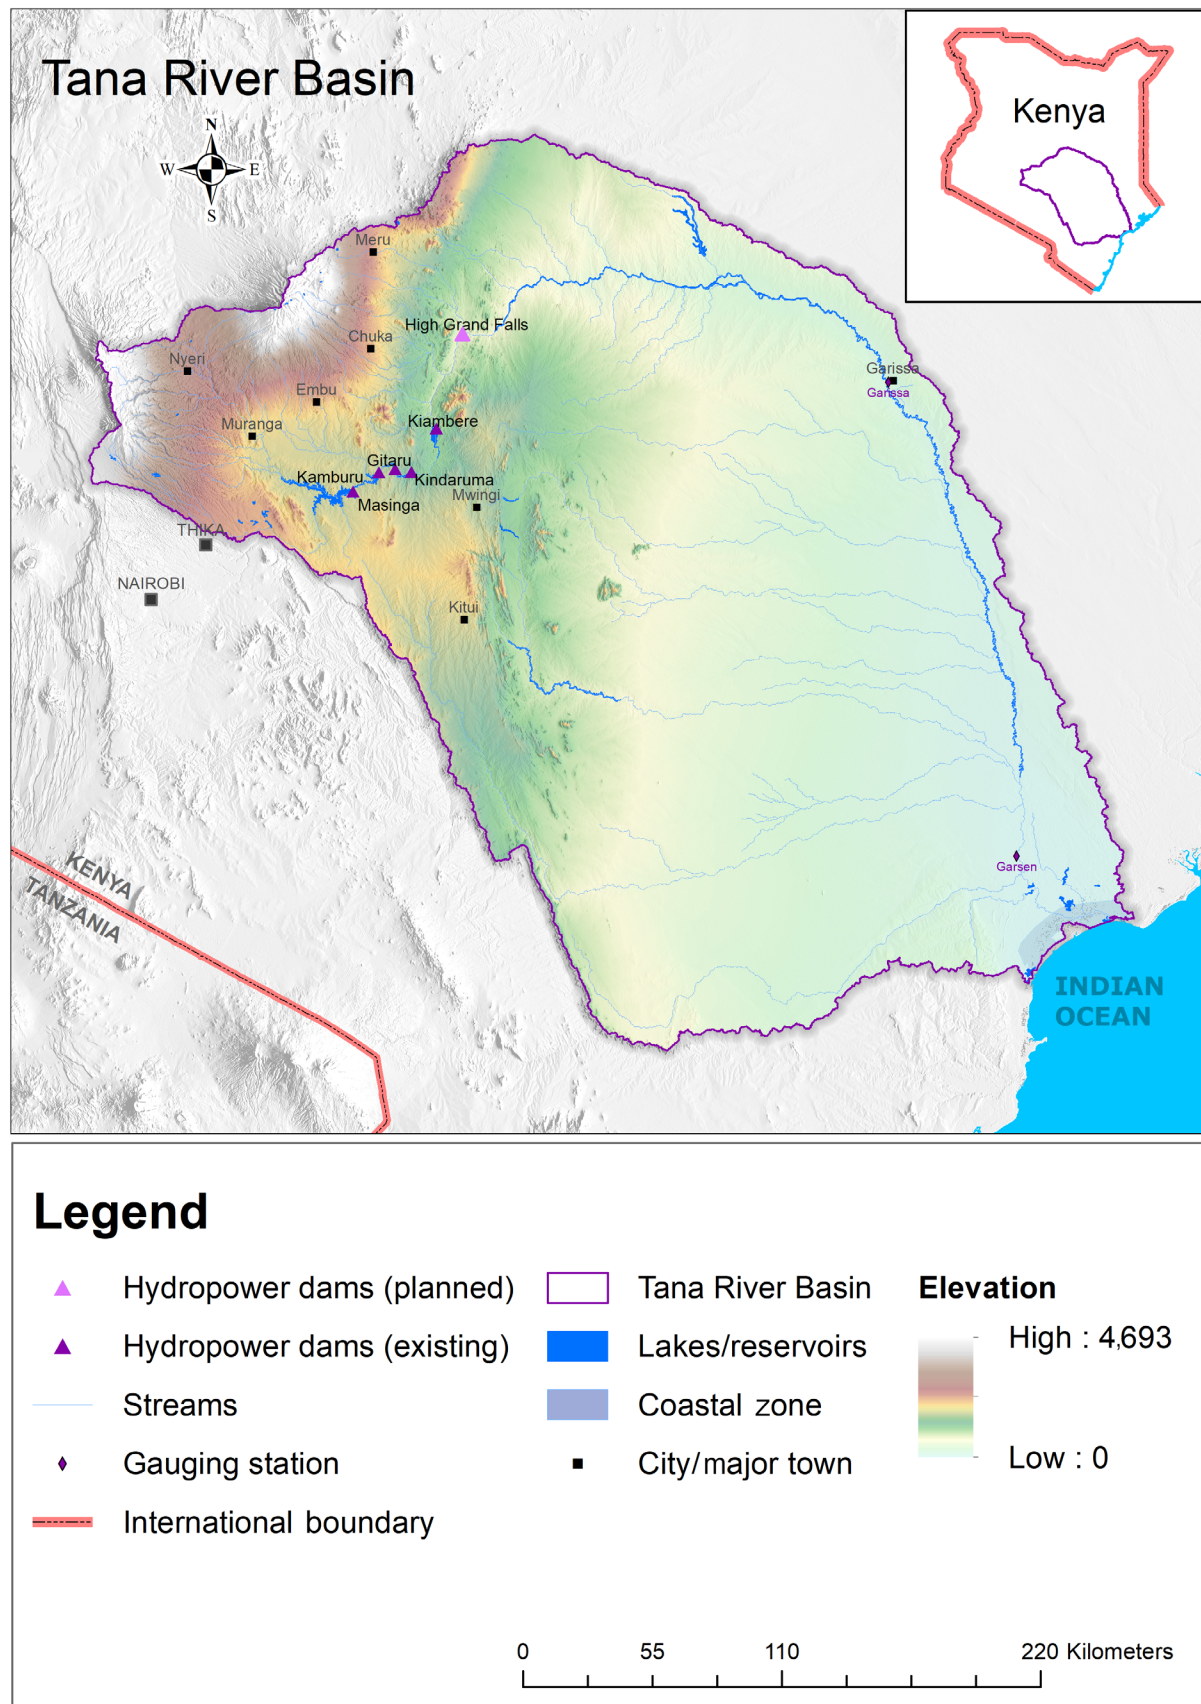 Tana River Basin
N
W
E
S
Kenya
Meru
High Grand Falls
Chuka
Nyeri
Embu
Garissa
Garissa
Muranga
Kiambere
Gitaru
Kamburu
Kindaruma
Masinga
Mwingi
THIKA
NAIROBI
Kitui
KENYA
TANZANIA
Garsen
INDIAN
OCEAN
Legend
Hydropower dams (planned)
Hydropower dams (existing)
Streams
Gauging station
International boundary
Tana River Basin
Lakes/reservoirs
Coastal zone
City/major town
Elevation
High : 4,693
Low : 0
0 55 110 220 Kilometers